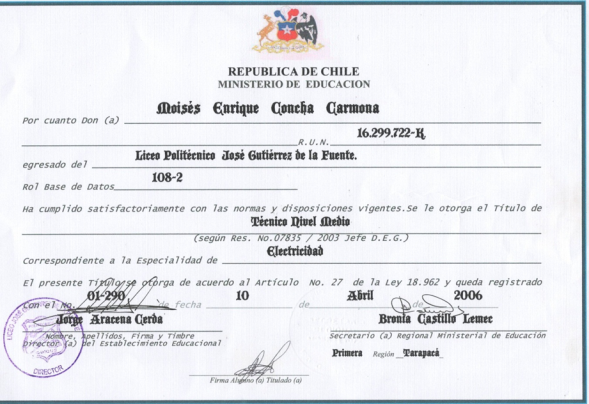 REPUBLICA DE CHILE
MINISTERIO DE EDUCACION
Moisés Enrique Concha Carmona
Por cuanto Don (a)
R.U.N. 16.299.722-K
egresado del Liceo Politécnico José Gutiérrez de la Fuente.
Rol Base de Datos 108-2
Ha cumplido satisfactoriamente con las normas y disposiciones vigentes.Se le otorga el Título de
Técnico Nivel Medio
(según Res. No.07835 / 2003 Jefe D.E.G.)
Correspondiente a la Especialidad de Electricidad
El presente Título se otorga de acuerdo al Artículo No. 27 de la Ley 18.962 y queda registrado
Con el No. 01-290 de fecha 10 de Abril de 2006
Jorge Aracena Cerda
Bronla Castillo Lemec
Nombre, Apellidos, Firma y Timbre
Director (a) del Establecimiento Educacional
Secretario (a) Regional Ministerial de Educación
Primera Región Tarapacá
DIRECTOR
Firma Alumno (a) Titulado (a)